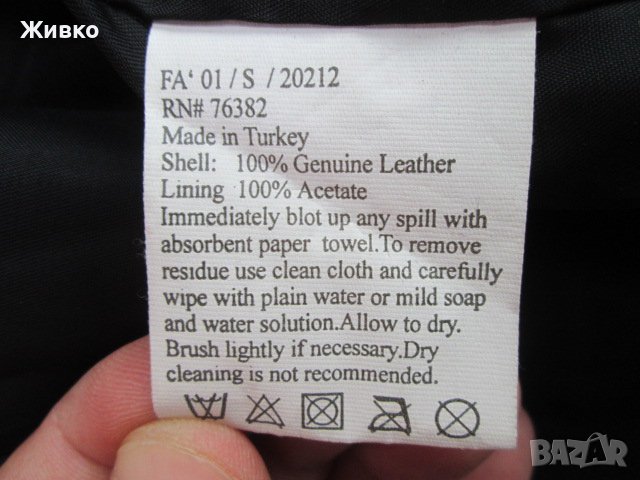 Живко
FA' 01 / S / 20212
RN# 76382
Made in Turkey
Shell: 100% Genuine Leather
Lining 100% Acetate
Immediately blot up any spill with
absorbent paper towel.To remove
residue use clean cloth and carefully
wipe with plain water or mild soap
and water solution.Allow to dry.
Brush lightly if necessary.Dry
cleaning is not recommended.
BAZAR